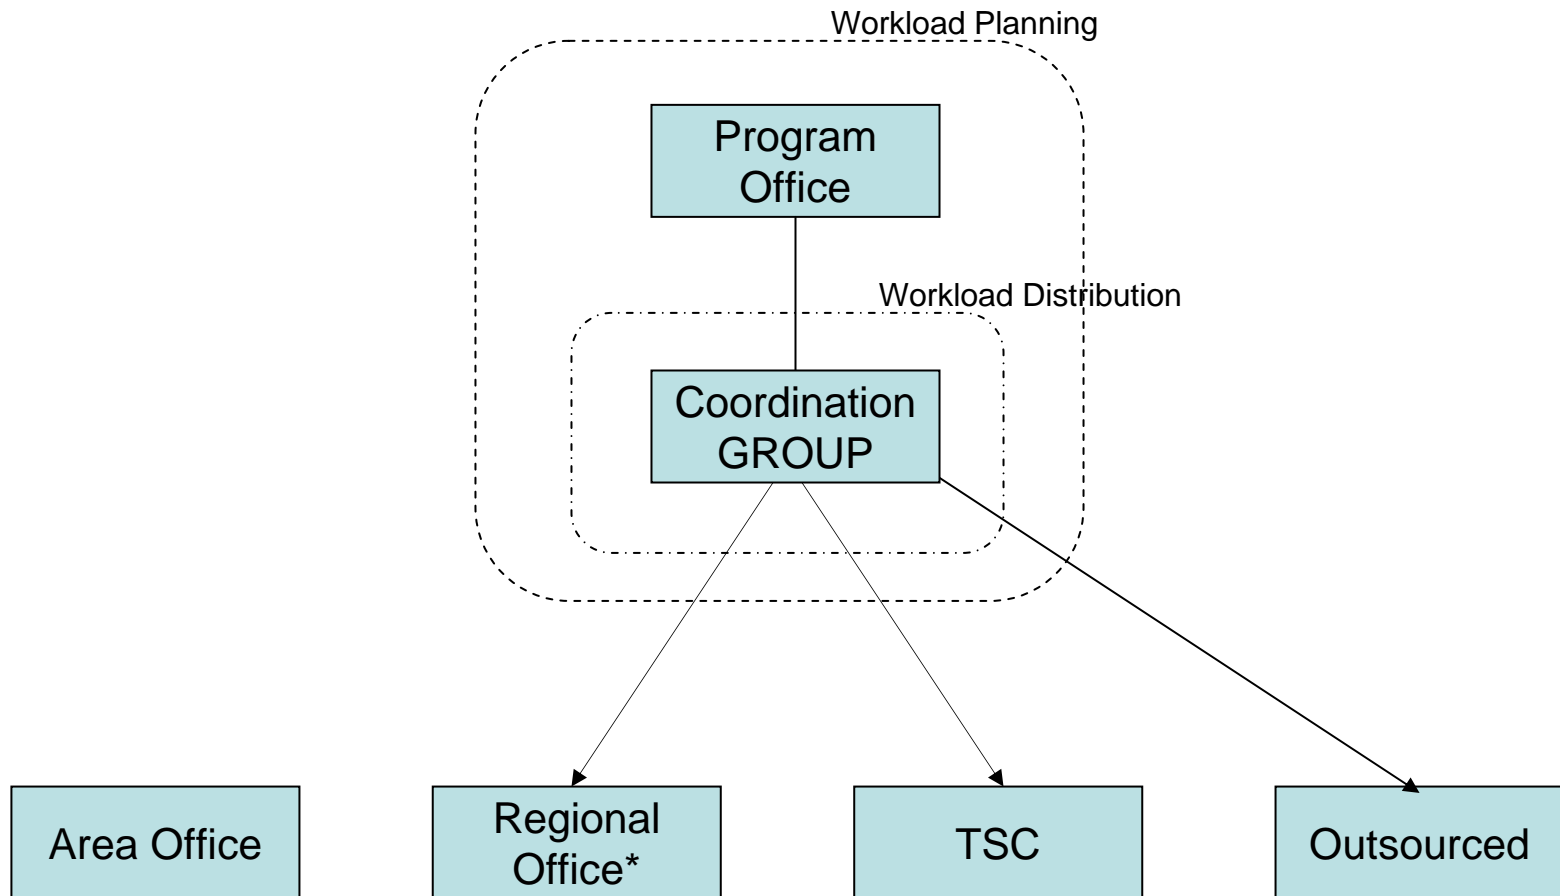 Workload Planning
Program
Office
Workload Distribution
Coordination
GROUP
Area Office
Regional
Office*
TSC
Outsourced